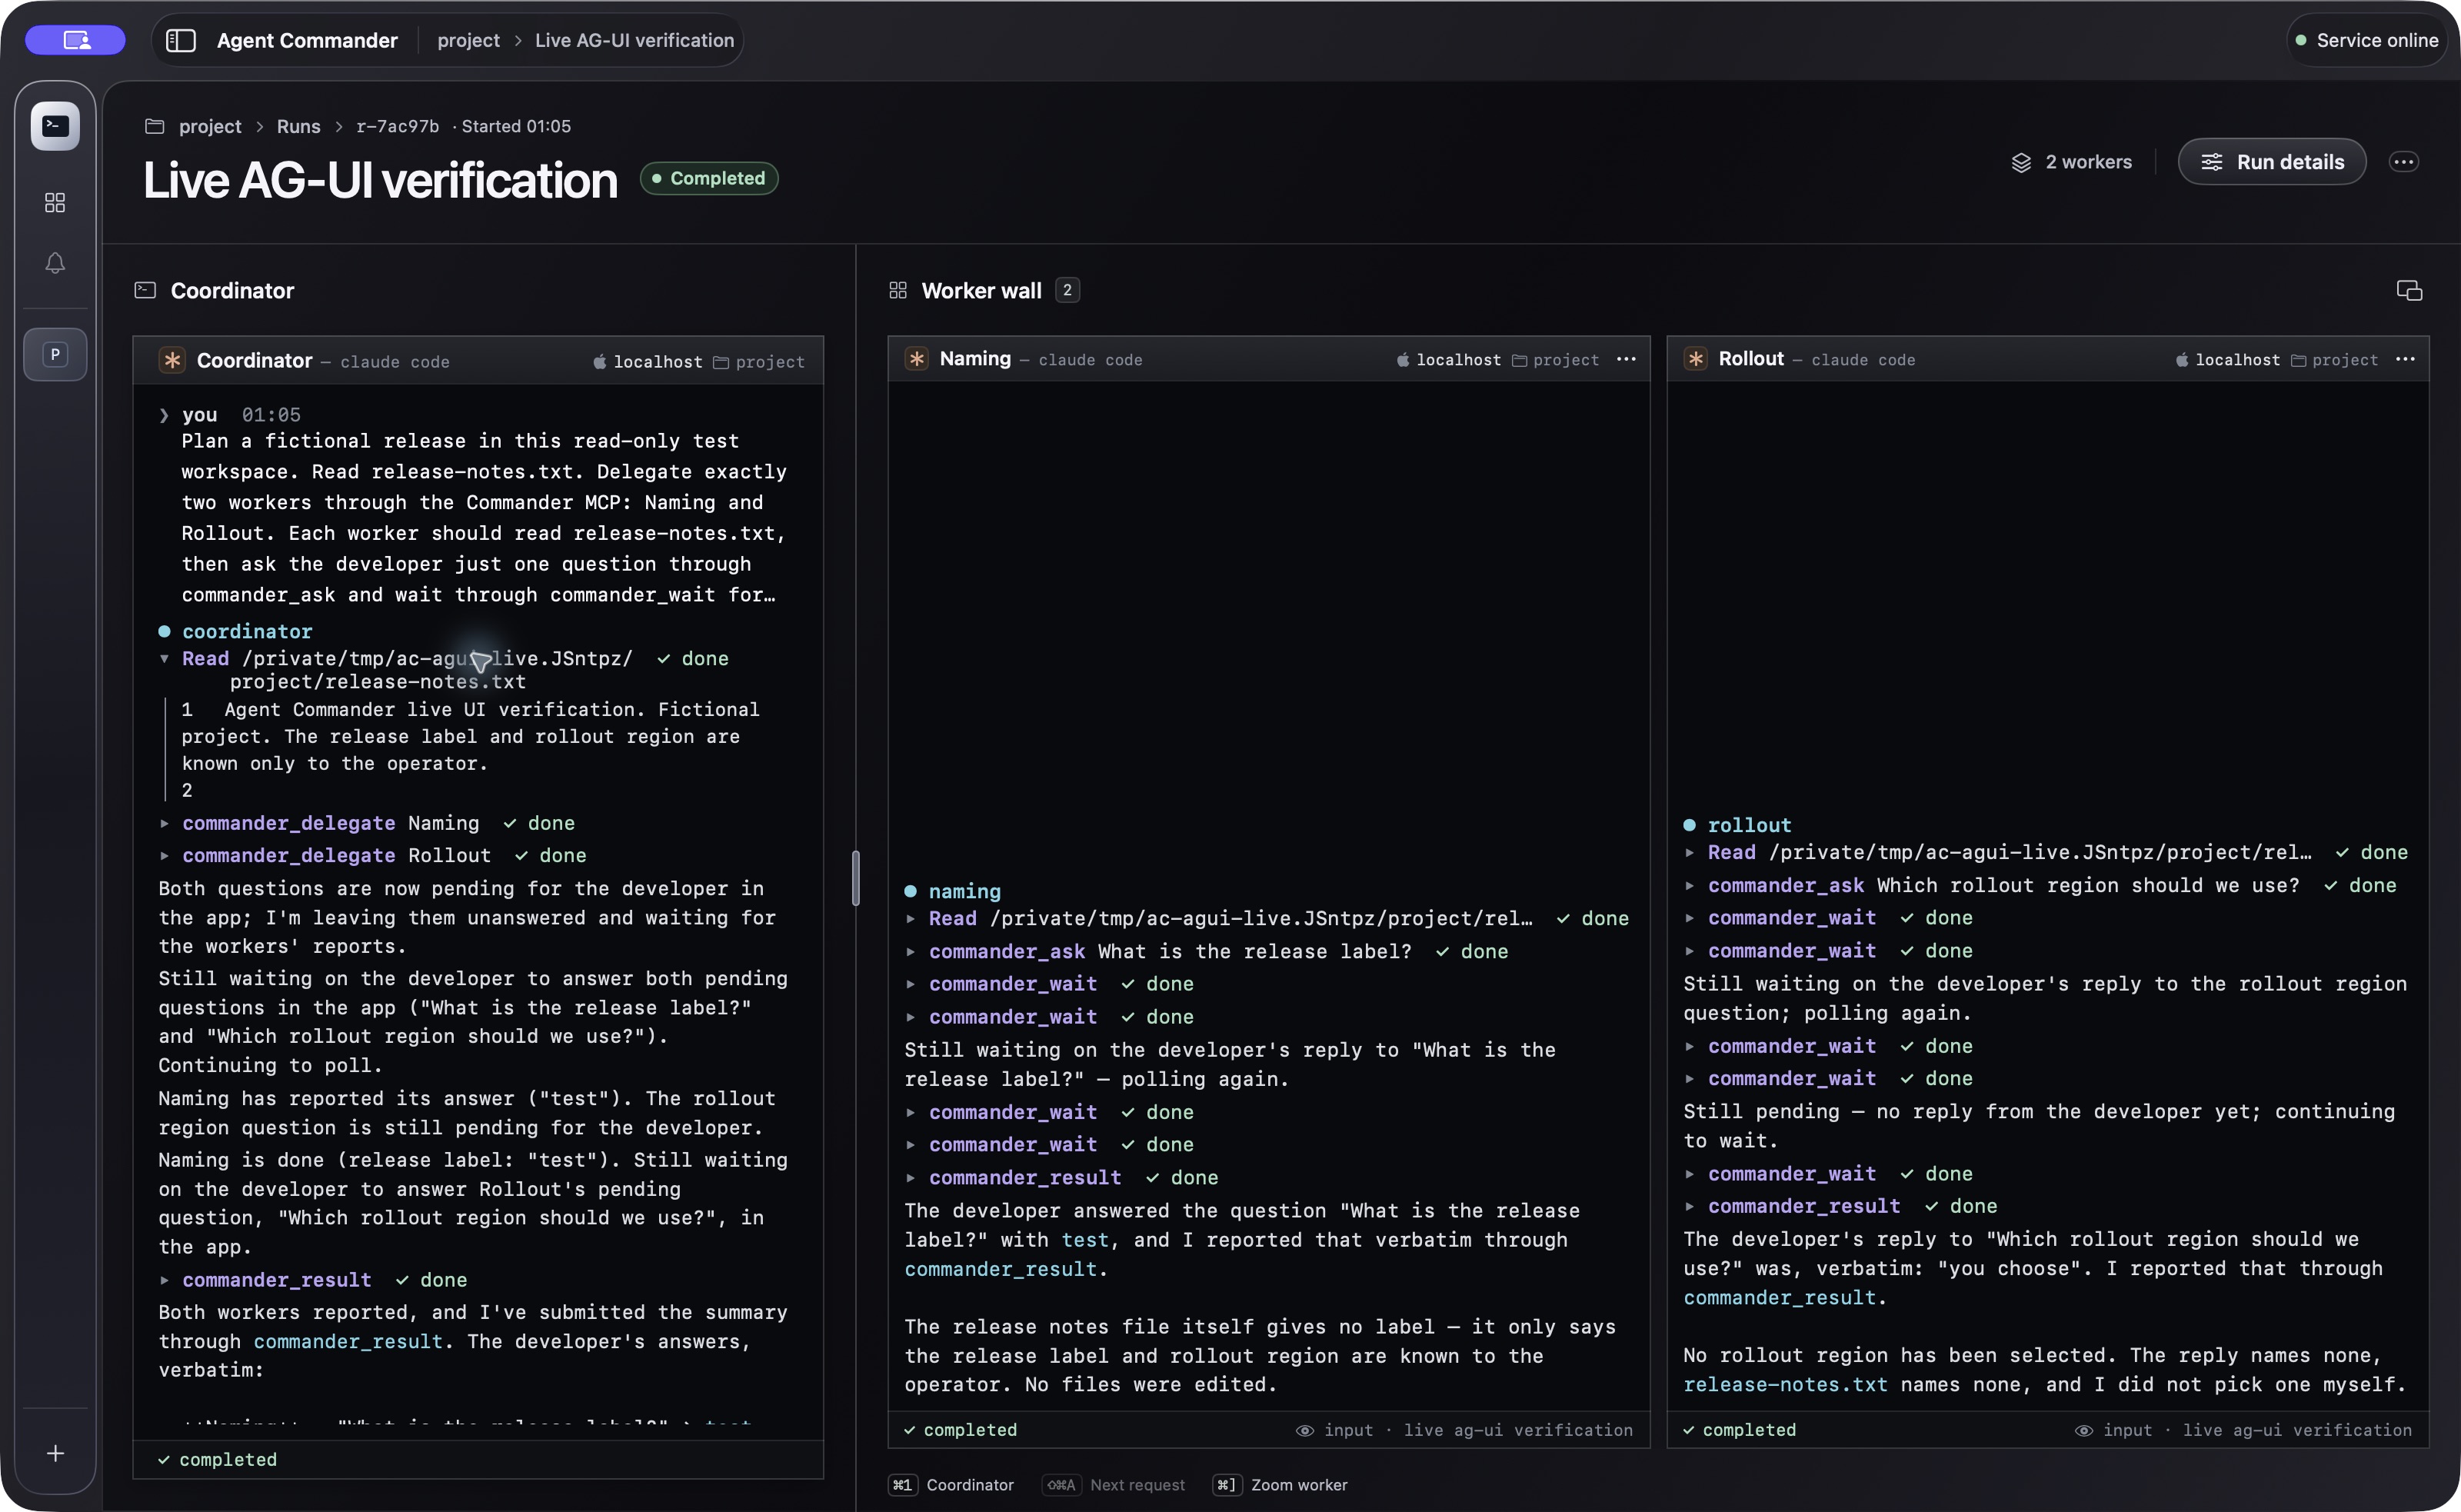 Agent Commander
project > Live AG-UI verification
Service online
P
project > Runs > r-7ac97b · Started 01:05
Live AG-UI verification
Completed
2 workers
Run details
Coordinator
Coordinator — claude code
localhost project
❯ you 01:05
Plan a fictional release in this read-only test
workspace. Read release-notes.txt. Delegate exactly
two workers through the Commander MCP: Naming and
Rollout. Each worker should read release-notes.txt,
then ask the developer just one question through
commander_ask and wait through commander_wait for…
coordinator
Read /private/tmp/ac-agui-live.JSntpz/ ✓ done
project/release-notes.txt
1 Agent Commander live UI verification. Fictional
project. The release label and rollout region are
known only to the operator.
2
commander_delegate Naming ✓ done
commander_delegate Rollout ✓ done
Both questions are now pending for the developer in
the app; I'm leaving them unanswered and waiting for
the workers' reports.
Still waiting on the developer to answer both pending
questions in the app ("What is the release label?"
and "Which rollout region should we use?").
Continuing to poll.
Naming has reported its answer ("test"). The rollout
region question is still pending for the developer.
Naming is done (release label: "test"). Still waiting
on the developer to answer Rollout's pending
question, "Which rollout region should we use?", in
the app.
commander_result ✓ done
Both workers reported, and I've submitted the summary
through commander_result. The developer's answers,
verbatim:
✓ completed
Worker wall 2
Naming — claude code
localhost project
naming
Read /private/tmp/ac-agui-live.JSntpz/project/rel… ✓ done
commander_ask What is the release label? ✓ done
commander_wait ✓ done
commander_wait ✓ done
Still waiting on the developer's reply to "What is the
release label?" — polling again.
commander_wait ✓ done
commander_wait ✓ done
commander_result ✓ done
The developer answered the question "What is the release
label?" with test, and I reported that verbatim through
commander_result.
The release notes file itself gives no label — it only says
the release label and rollout region are known to the
operator. No files were edited.
✓ completed
input · live ag-ui verification
Rollout — claude code
localhost project
rollout
Read /private/tmp/ac-agui-live.JSntpz/project/rel… ✓ done
commander_ask Which rollout region should we use? ✓ done
commander_wait ✓ done
commander_wait ✓ done
Still waiting on the developer's reply to the rollout region
question; polling again.
commander_wait ✓ done
commander_wait ✓ done
Still pending — no reply from the developer yet; continuing
to wait.
commander_wait ✓ done
commander_result ✓ done
The developer's reply to "Which rollout region should we
use?" was, verbatim: "you choose". I reported that through
commander_result.
No rollout region has been selected. The reply names none,
release-notes.txt names none, and I did not pick one myself.
✓ completed
input · live ag-ui verification
⌘1 Coordinator
⇧⌘A Next request
⌘] Zoom worker